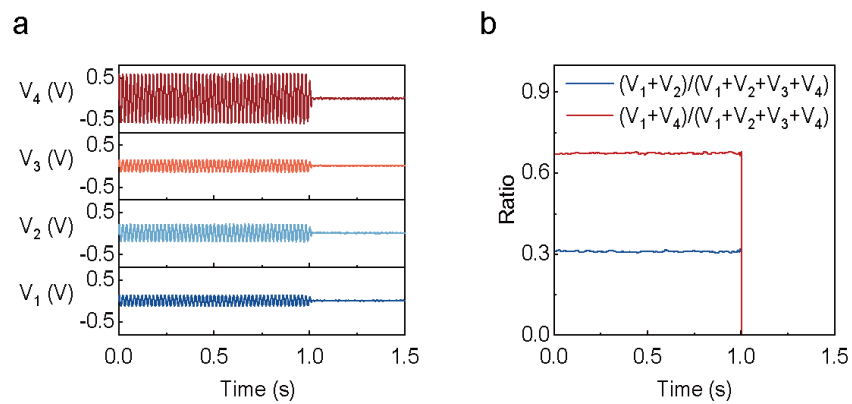 a
V₄ (V)
0.5
-0.5
V₃ (V)
0.5
-0.5
V₂ (V)
0.5
-0.5
V₁ (V)
0.5
-0.5
0.0 0.5 1.0 1.5
Time (s)
b
Ratio
0.9
0.6
0.3
0.0
(V₁+V₂)/(V₁+V₂+V₃+V₄)
(V₁+V₄)/(V₁+V₂+V₃+V₄)
0.0 0.5 1.0 1.5
Time (s)